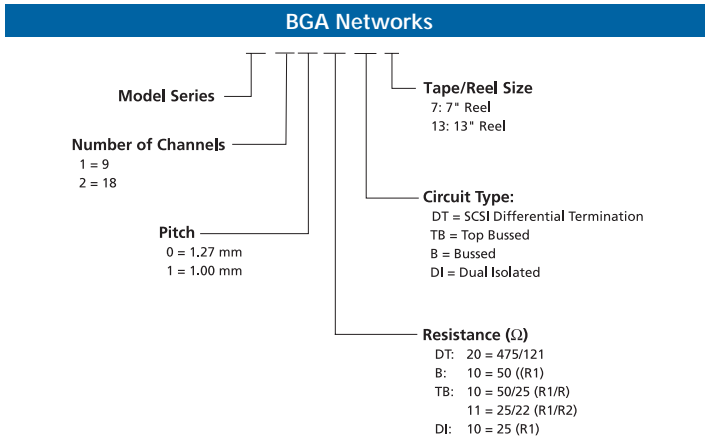 BGA Networks
Model Series
Number of Channels
1 = 9
2 = 18
Pitch
0 = 1.27 mm
1 = 1.00 mm
Tape/Reel Size
7: 7" Reel
13: 13" Reel
Circuit Type:
DT = SCSI Differential Termination
TB = Top Bussed
B = Bussed
DI = Dual Isolated
Resistance (Ω)
DT: 20 = 475/121
B: 10 = 50 ((R1)
TB: 10 = 50/25 (R1/R)
11 = 25/22 (R1/R2)
DI: 10 = 25 (R1)